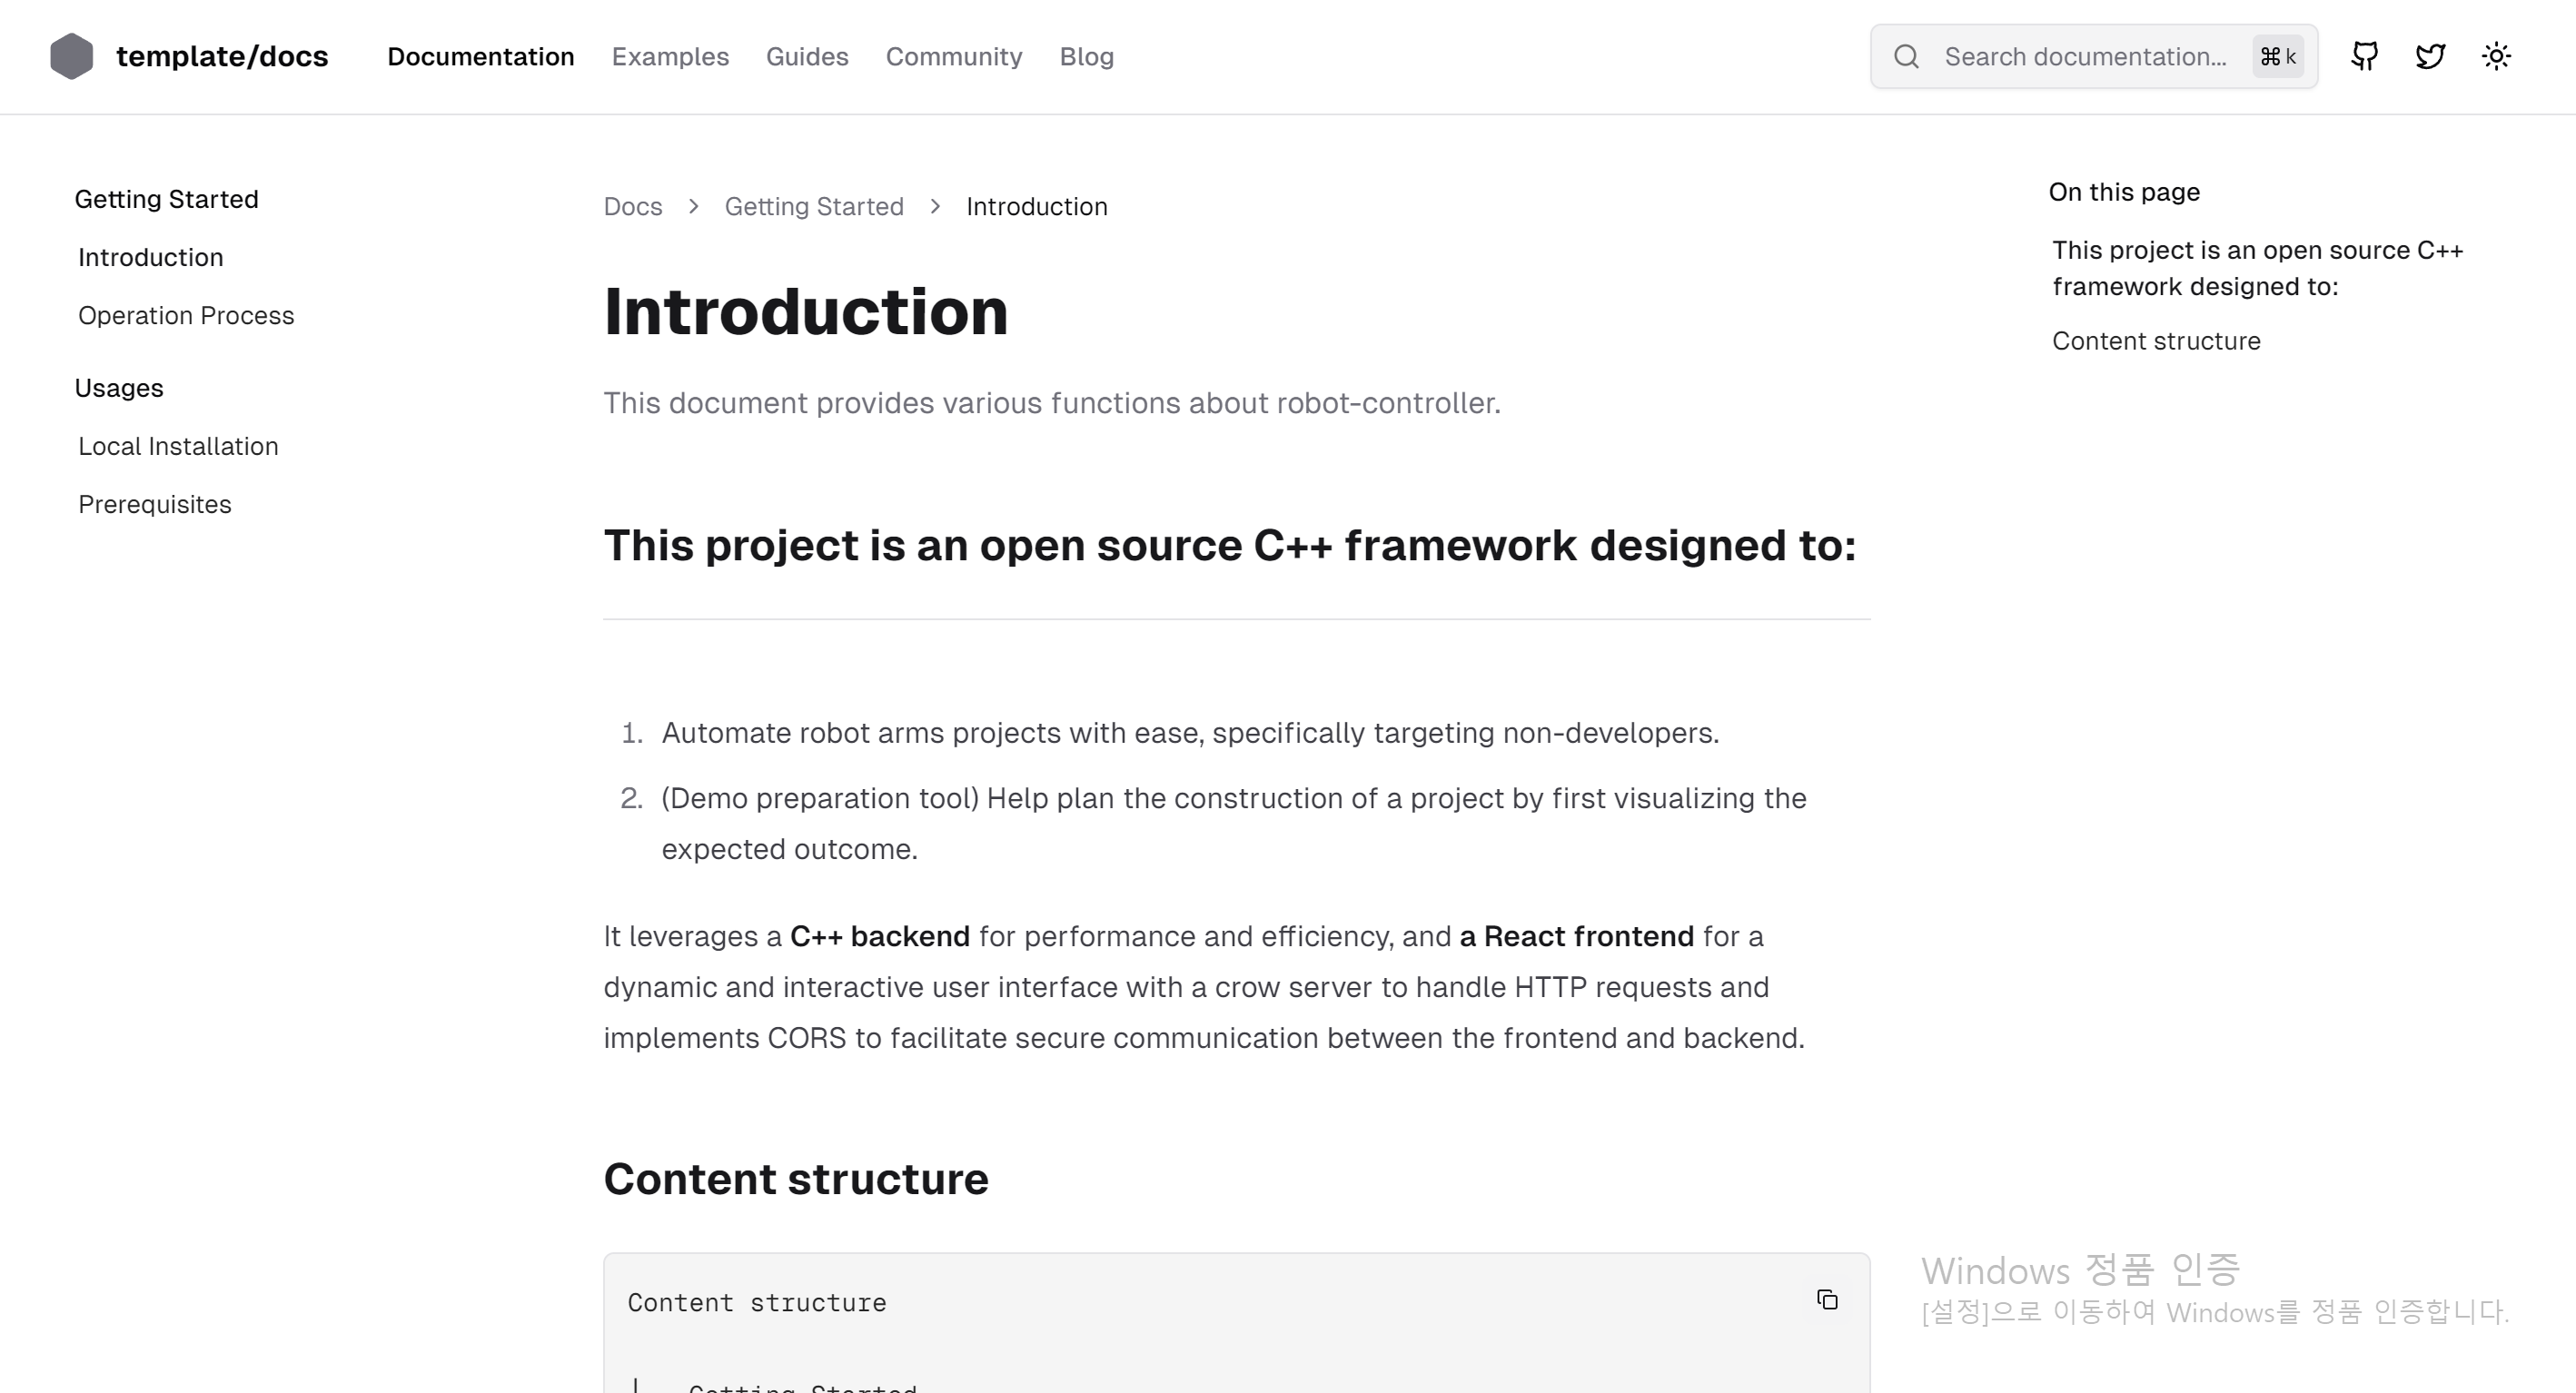 template/docs
Documentation
Examples
Guides
Community
Blog
Search documentation...
⌘ k
Getting Started
Introduction
Operation Process
Usages
Local Installation
Prerequisites
Docs > Getting Started > Introduction
Introduction
This document provides various functions about robot-controller.
This project is an open source C++ framework designed to:
1. Automate robot arms projects with ease, specifically targeting non-developers.
2. (Demo preparation tool) Help plan the construction of a project by first visualizing the
expected outcome.
It leverages a C++ backend for performance and efficiency, and a React frontend for a
dynamic and interactive user interface with a crow server to handle HTTP requests and
implements CORS to facilitate secure communication between the frontend and backend.
Content structure
Content structure
Getting Started
On this page
This project is an open source C++
framework designed to:
Content structure
Windows 정품 인증
[설정]으로 이동하여 Windows를 정품 인증합니다.